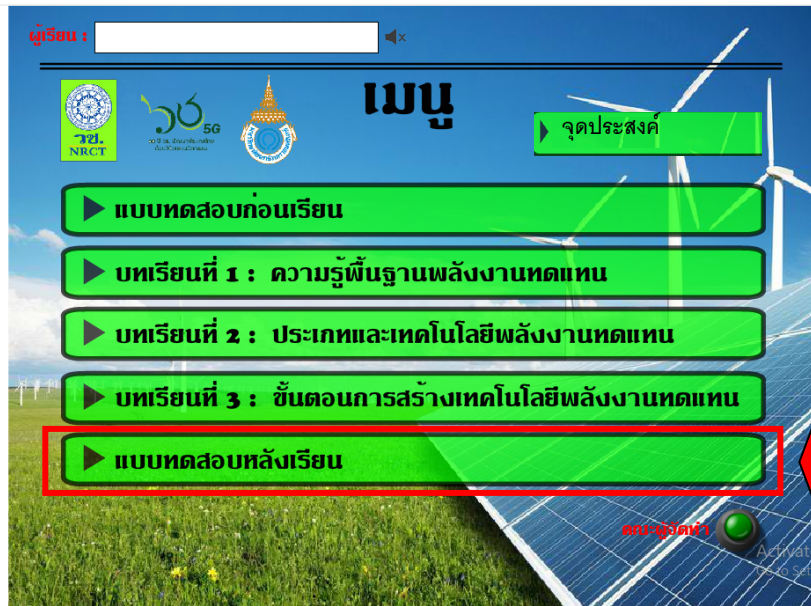 ผู้เรียน :
เมนู
วช.
NRCT
5G
จุดประสงค์
แบบทดสอบก่อนเรียน
บทเรียนที่ 1 : ความรู้พื้นฐานพลังงานทดแทน
บทเรียนที่ 2 : ประเภทและเทคโนโลยีพลังงานทดแทน
บทเรียนที่ 3 : ขั้นตอนการสร้างเทคโนโลยีพลังงานทดแทน
แบบทดสอบหลังเรียน
คณะผู้จัดทำ
Activate
Go to Set